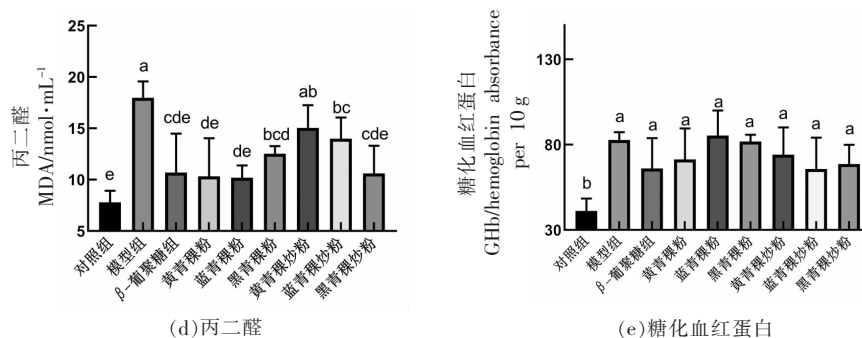 丙二醛
MDA/nmol·mL⁻¹
25
20
15
10
5
e
a
cde
de
de
bcd
ab
bc
cde
对照组
模型组
β-葡聚糖组
黄青稞粉
蓝青稞粉
黑青稞粉
黄青稞炒粉
蓝青稞炒粉
黑青稞炒粉
(d)丙二醛
糖化血红蛋白
GHb/hemoglobin absorbance
per 10 g
130
80
30
b
a
a
a
a
a
a
a
a
对照组
模型组
β-葡聚糖组
黄青稞粉
蓝青稞粉
黑青稞粉
黄青稞炒粉
蓝青稞炒粉
黑青稞炒粉
(e)糖化血红蛋白